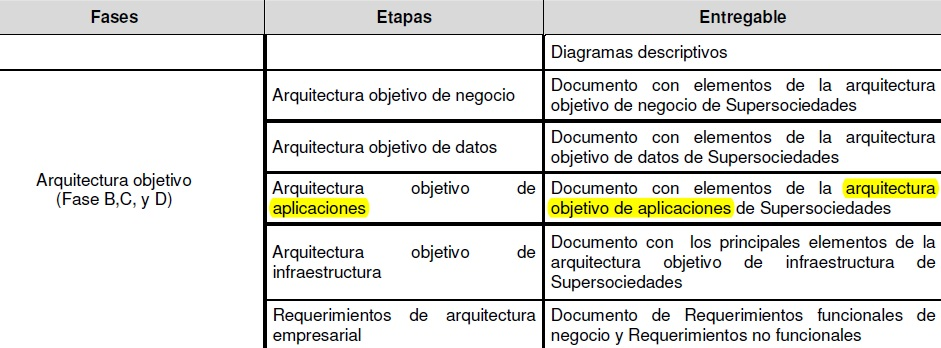 Fases Etapas Entregable
Diagramas descriptivos
Arquitectura objetivo
(Fase B,C, y D)
Arquitectura objetivo de negocio
Documento con elementos de la arquitectura
objetivo de negocio de Supersociedades
Arquitectura objetivo de datos
Documento con elementos de la arquitectura
objetivo de datos de Supersociedades
Arquitectura objetivo de
aplicaciones
Documento con elementos de la arquitectura
objetivo de aplicaciones de Supersociedades
Arquitectura objetivo de
infraestructura
Documento con los principales elementos de la
arquitectura objetivo de infraestructura de
Supersociedades
Requerimientos de arquitectura
empresarial
Documento de Requerimientos funcionales de
negocio y Requerimientos no funcionales